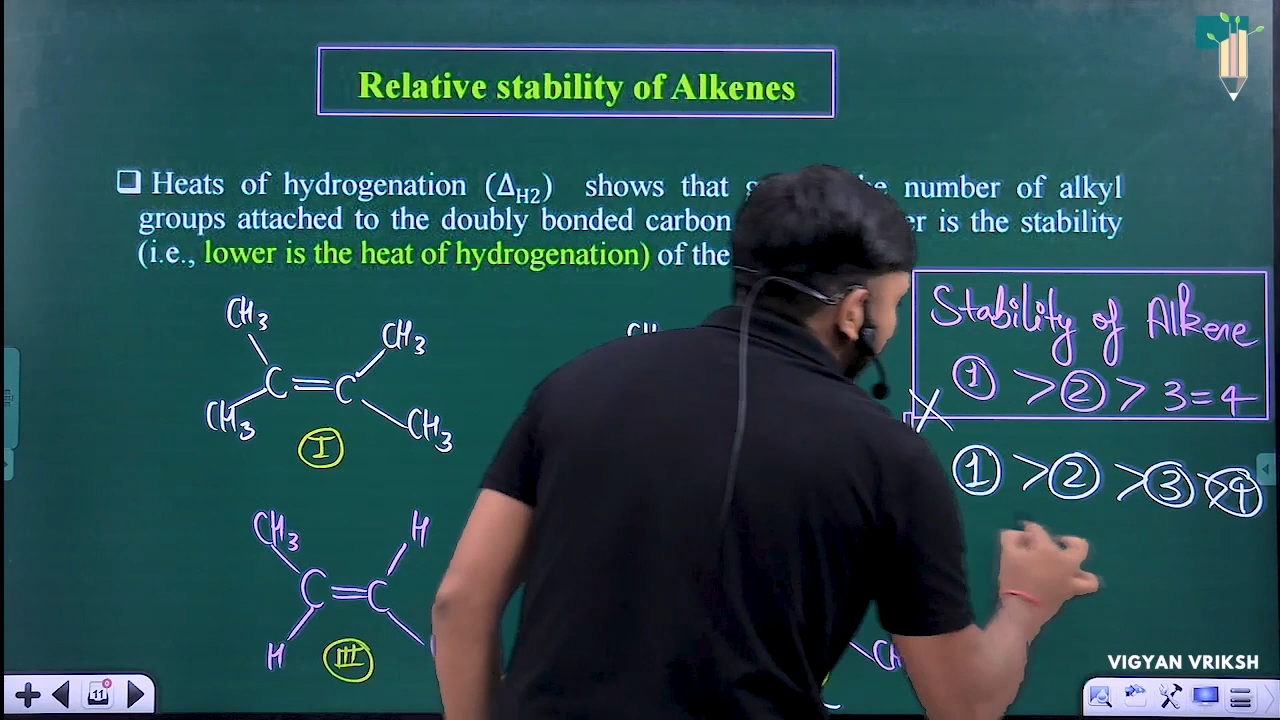 Relative stability of Alkenes
❑ Heats of hydrogenation (ΔH2) shows that number of alkyl
groups attached to the doubly bonded carbon is the stability
(i.e., lower is the heat of hydrogenation) of the
Stability of Alkene
① > ② > 3 = 4
① > ② > ③ > ④
CH3 CH3
C = C
CH3 CH3
I
CH3 H
C = C
H
III
11
VIGYAN VRIKSH